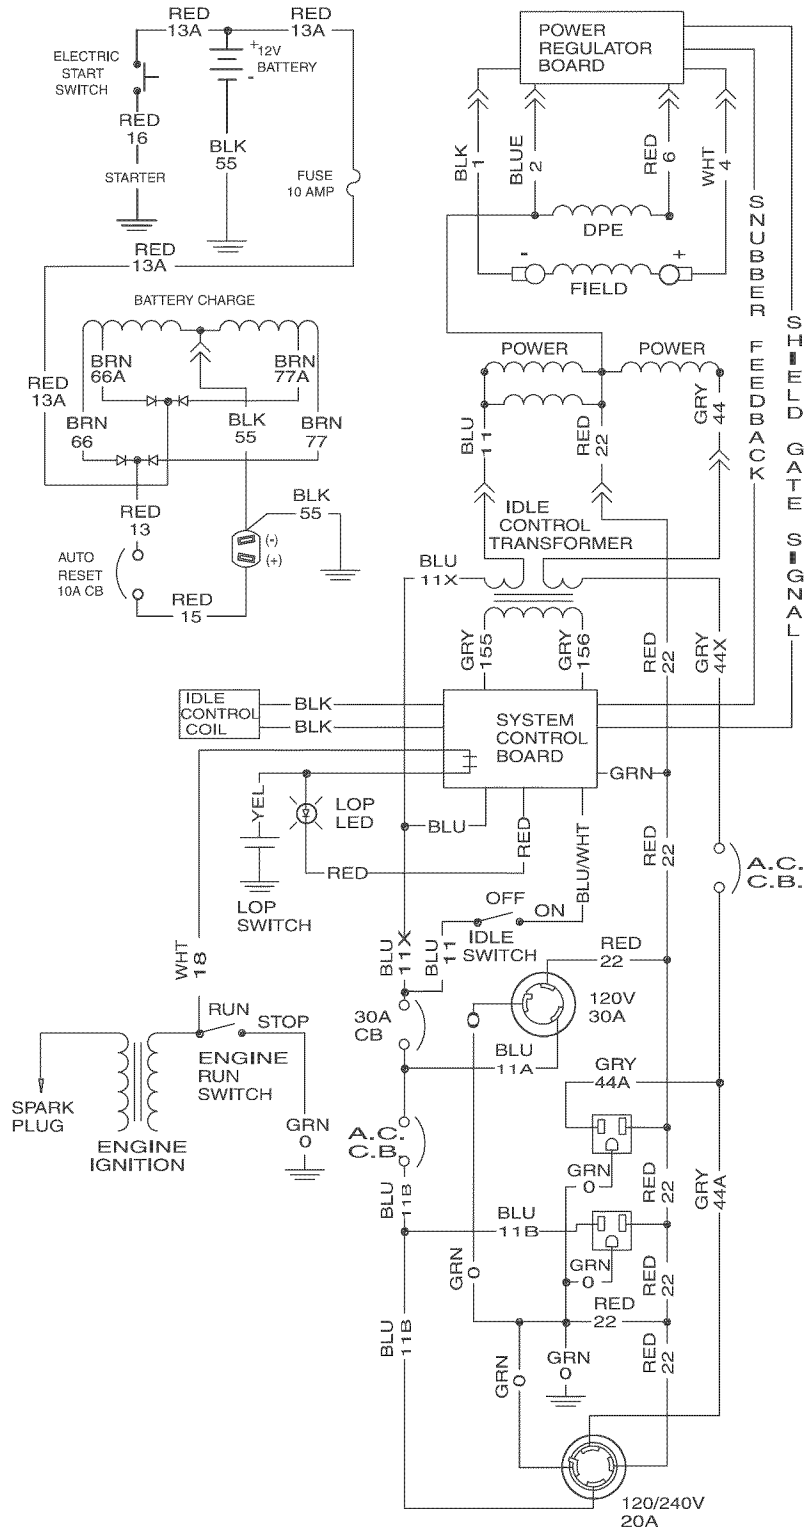 RED
13A
RED
13A
ELECTRIC
START
SWITCH
+ 12V
BATTERY
-
RED
16
BLK
55
STARTER
FUSE
10 AMP
RED
13A
BATTERY CHARGE
BRN
66A
BRN
77A
RED
13A
BRN
66
BLK
55
BRN
77
RED
13
BLK
55
AUTO
RESET
10A CB
(-)
(+)
RED
15
POWER
REGULATOR
BOARD
BLK
1
BLUE
2
RED
6
WHT
4
DPE
-
+
FIELD
SNUBBER FEEDBACK
SHIELD GATE SIGNAL
POWER
POWER
BLU
11
RED
22
GRY
44
IDLE
CONTROL
TRANSFORMER
BLU
11X
GRY
155
GRY
156
RED
22
GRY
44X
IDLE
CONTROL
COIL
BLK
BLK
SYSTEM
CONTROL
BOARD
GRN
YEL
LOP
LED
BLU
RED
BLU/WHT
RED
22
A.C.
C.B.
RED
LOP
SWITCH
OFF
ON
IDLE
SWITCH
WHT
18
BLU
11X
BLU
11
RED
22
120V
30A
30A
CB
RUN
STOP
ENGINE
RUN
SWITCH
BLU
11A
GRY
44A
SPARK
PLUG
ENGINE
IGNITION
GRN
0
A.C.
C.B.
0
GRN
0
BLU
11B
RED
22
GRY
44A
BLU
11B
GRN
0
GRN
0
RED
22
RED
22
BLU
11B
GRN
0
GRN
0
RED
22
120/240V
20A